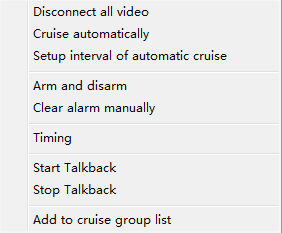 Disconnect all video
Cruise automatically
Setup interval of automatic cruise
Arm and disarm
Clear alarm manually
Timing
Start Talkback
Stop Talkback
Add to cruise group list